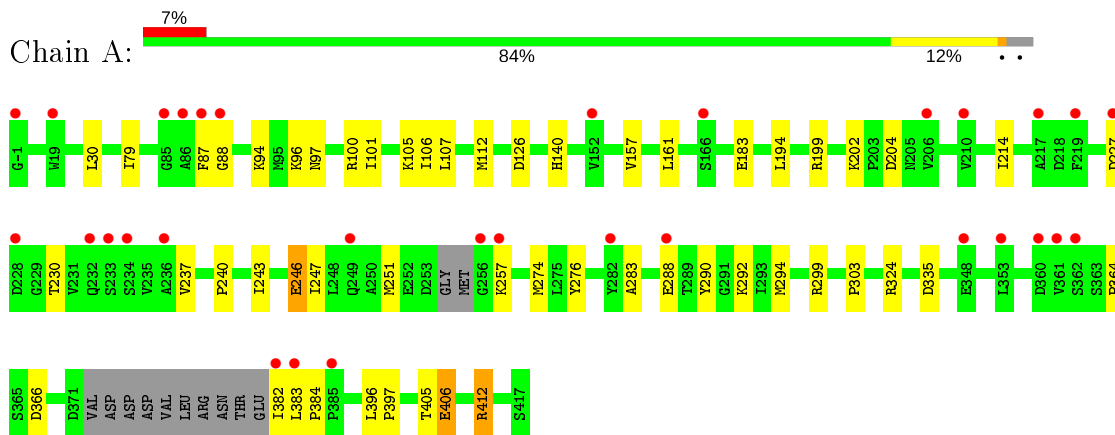 7%
Chain A:
84% 12% • •
G-1 W19 L30 I79 G85 A86 F87 G88 K94 M95 K96 N97 R100 I101 K105 I106 L107 M112 D126 H140 V152 V157 L161 S166 E183 L194 R199 K202 P203 D204 N205 V206 V210 I214 A217 D218 F219
D228 G229 T230 V231 Q232 S233 S234 V235 A236 V237 P240 I243 E246 I247 L248 Q249 A250 M251 E252 D253 GLY MET G256 K257 M274 L275 Y276 Y282 A283 E288 T289 Y290 G291 K292 I293 M294 R299 P303 R324 D335 E348 L353 D360 V361 S362 S363 P364
S365 D366 D371 VAL ASP ASP ASP VAL LEU ARG ASN THR GLU I382 L383 P384 P385 L396 P397 T405 E406 R412 S417